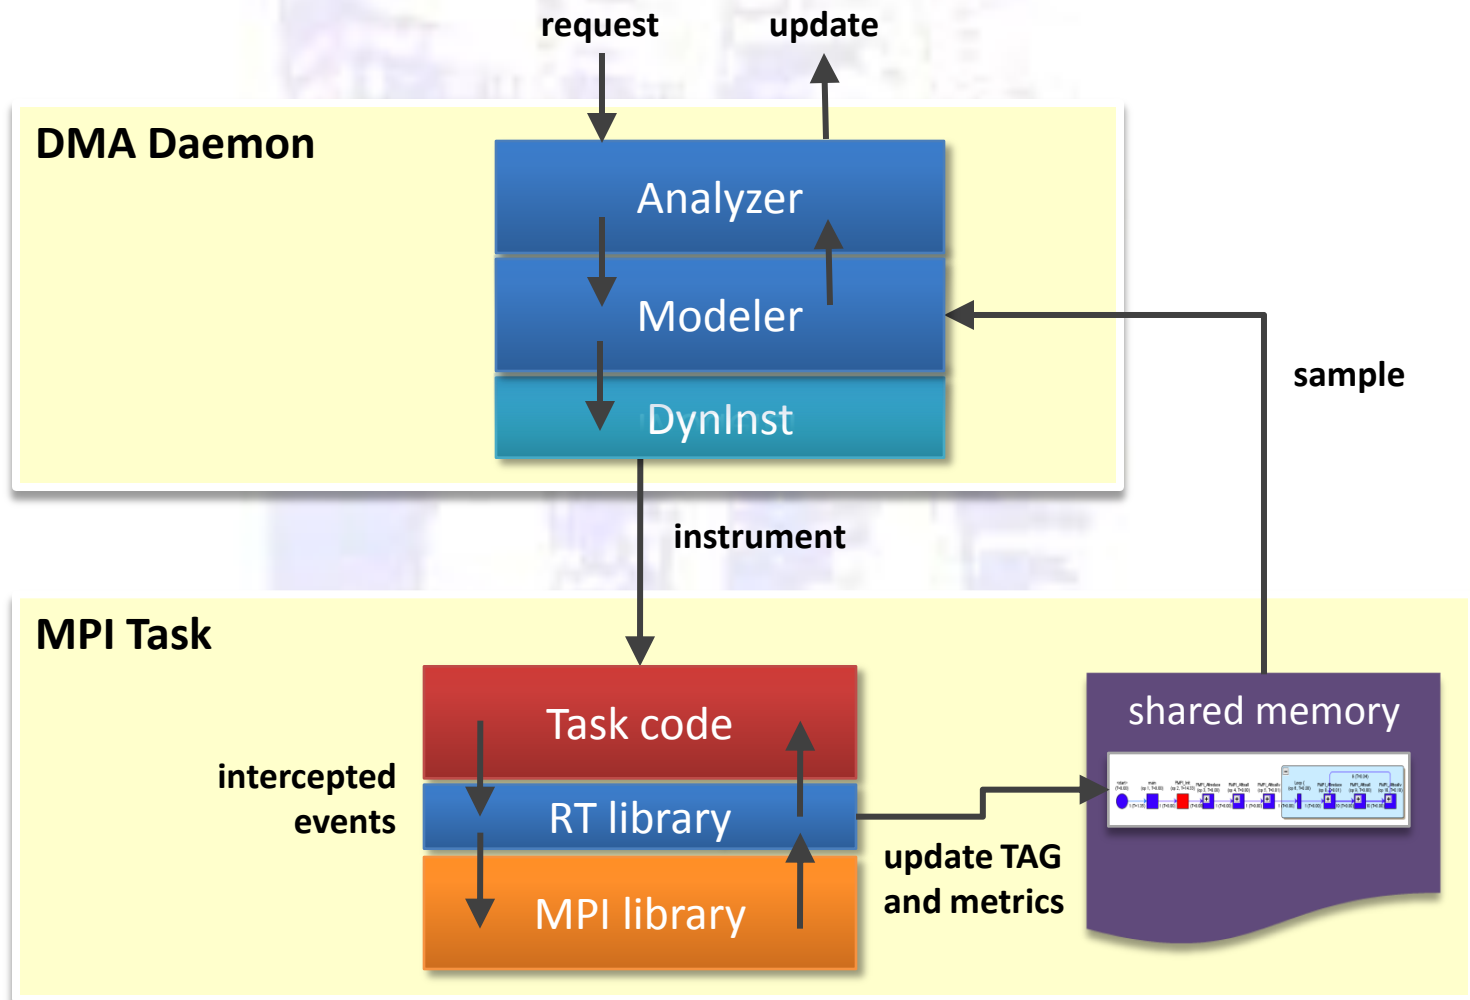 request
update
DMA Daemon
Analyzer
Modeler
DynInst
sample
instrument
MPI Task
Task code
shared memory
intercepted
events
RT library
update TAG
and metrics
MPI library